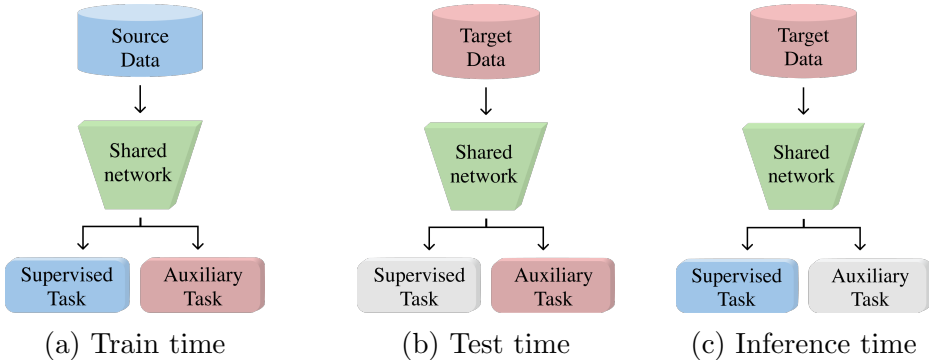 Source
Data
Shared
network
Supervised
Task
Auxiliary
Task
(a) Train time
Target
Data
Shared
network
Supervised
Task
Auxiliary
Task
(b) Test time
Target
Data
Shared
network
Supervised
Task
Auxiliary
Task
(c) Inference time